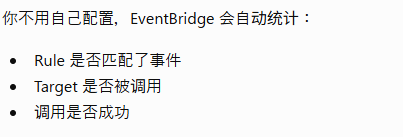 你不用自己配置，EventBridge 会自动统计：
• Rule 是否匹配了事件
• Target 是否被调用
• 调用是否成功